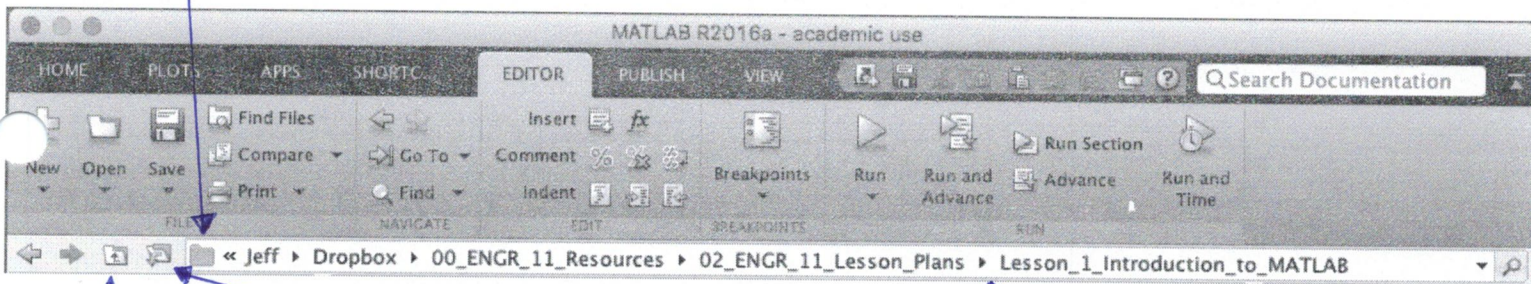 MATLAB R2016a - academic use
HOME PLOTS APPS SHORTC EDITOR PUBLISH VIEW Search Documentation
Find Files Insert fx
Compare Go To Comment % Run Section
New Open Save Print Find Indent Breakpoints Run Run and Advance Advance Run and Time
FILE NAVIGATE EDIT BREAKPOINTS RUN
« Jeff ▸ Dropbox ▸ 00_ENGR_11_Resources ▸ 02_ENGR_11_Lesson_Plans ▸ Lesson_1_Introduction_to_MATLAB